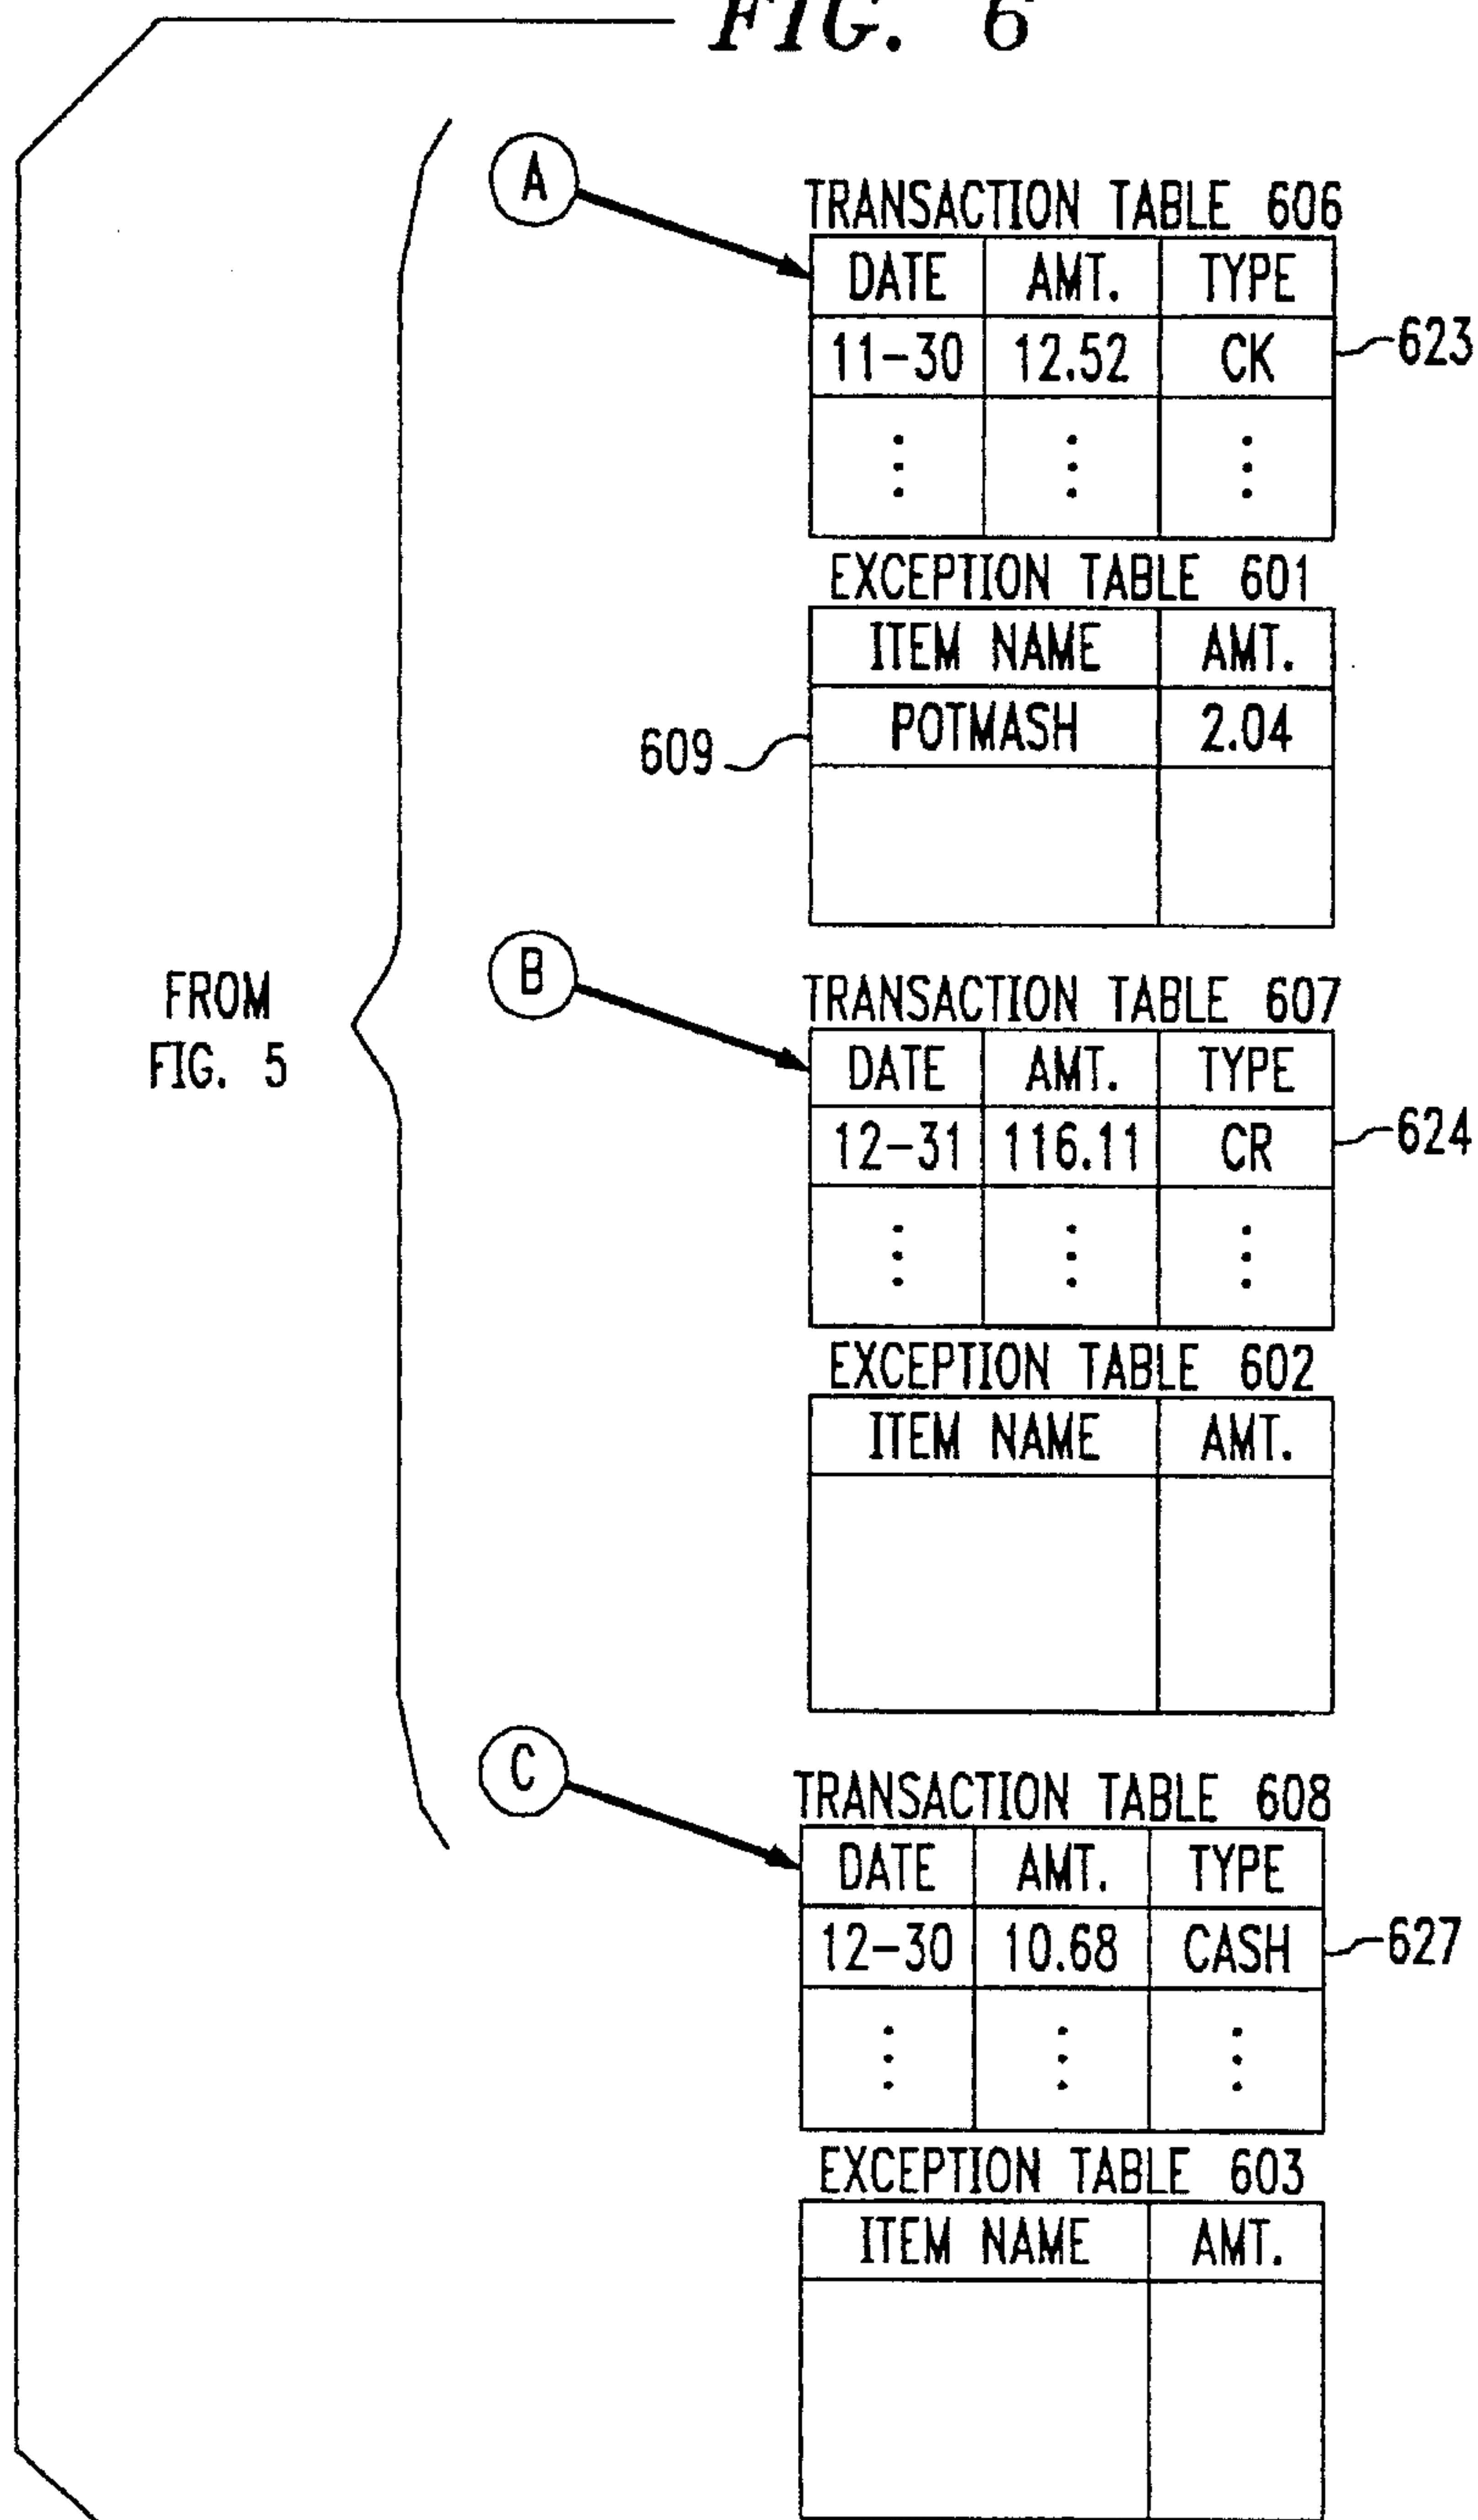 FIG. 6
A
TRANSACTION TABLE 606
DATE AMT. TYPE
11-30 12.52 CK 623
EXCEPTION TABLE 601
ITEM NAME AMT.
609 POTMASH 2.04
FROM
FIG. 5
B
TRANSACTION TABLE 607
DATE AMT. TYPE
12-31 116.11 CR 624
EXCEPTION TABLE 602
ITEM NAME AMT.
C
TRANSACTION TABLE 608
DATE AMT. TYPE
12-30 10.68 CASH 627
EXCEPTION TABLE 603
ITEM NAME AMT.